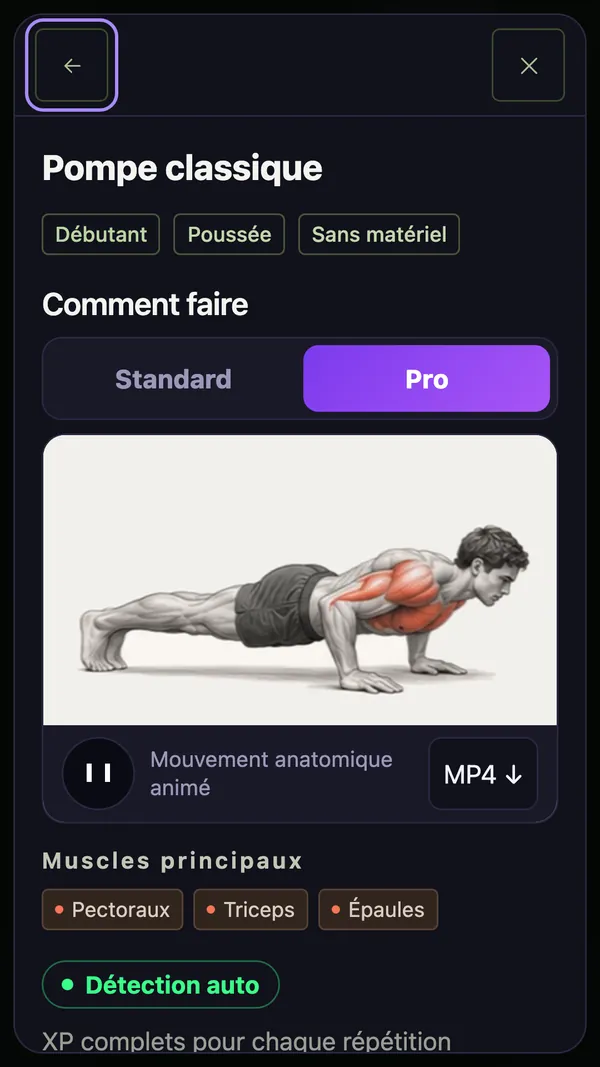 ←
×
Pompe classique
Débutant
Poussée
Sans matériel
Comment faire
Standard
Pro
Mouvement anatomique
animé
MP4 ↓
Muscles principaux
• Pectoraux
• Triceps
• Épaules
• Détection auto
XP complets pour chaque répétition